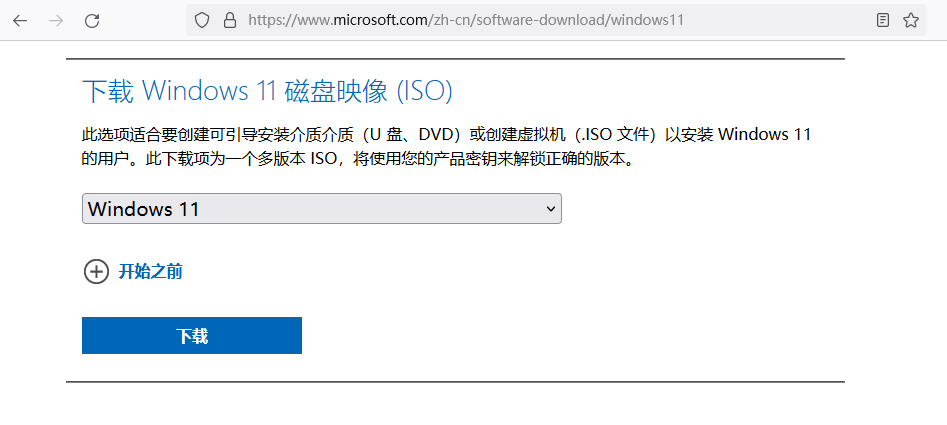 https://www.microsoft.com/zh-cn/software-download/windows11
下载 Windows 11 磁盘映像 (ISO)
此选项适合要创建可引导安装介质介质（U 盘、DVD）或创建虚拟机（.ISO 文件）以安装 Windows 11
的用户。此下载项为一个多版本 ISO，将使用您的产品密钥来解锁正确的版本。
Windows 11
开始之前
下载